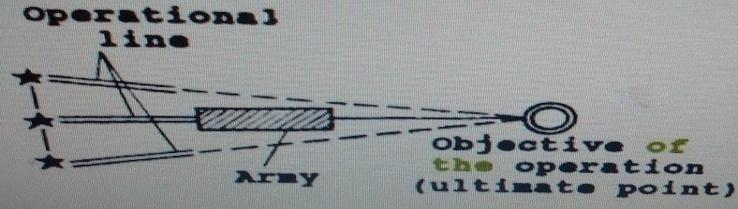 Operational
line
Objective of
the operation
(ultimate point)
Army